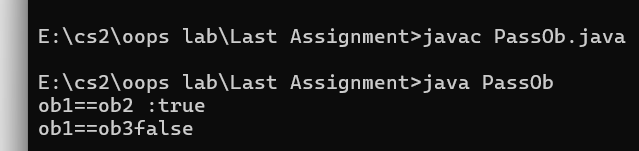 E:\cs2\oops lab\Last Assignment>javac PassOb.java
E:\cs2\oops lab\Last Assignment>java PassOb
ob1==ob2 :true
ob1==ob3false